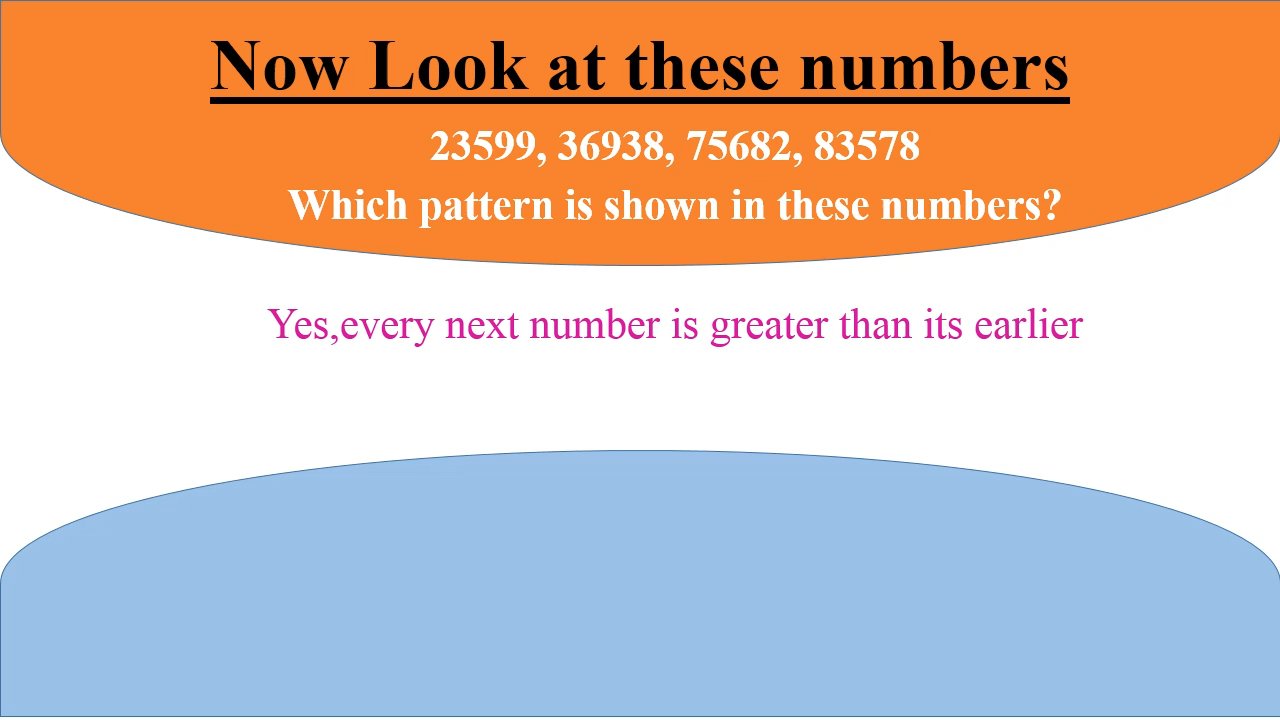 Now Look at these numbers
23599, 36938, 75682, 83578
Which pattern is shown in these numbers?
Yes,every next number is greater than its earlier